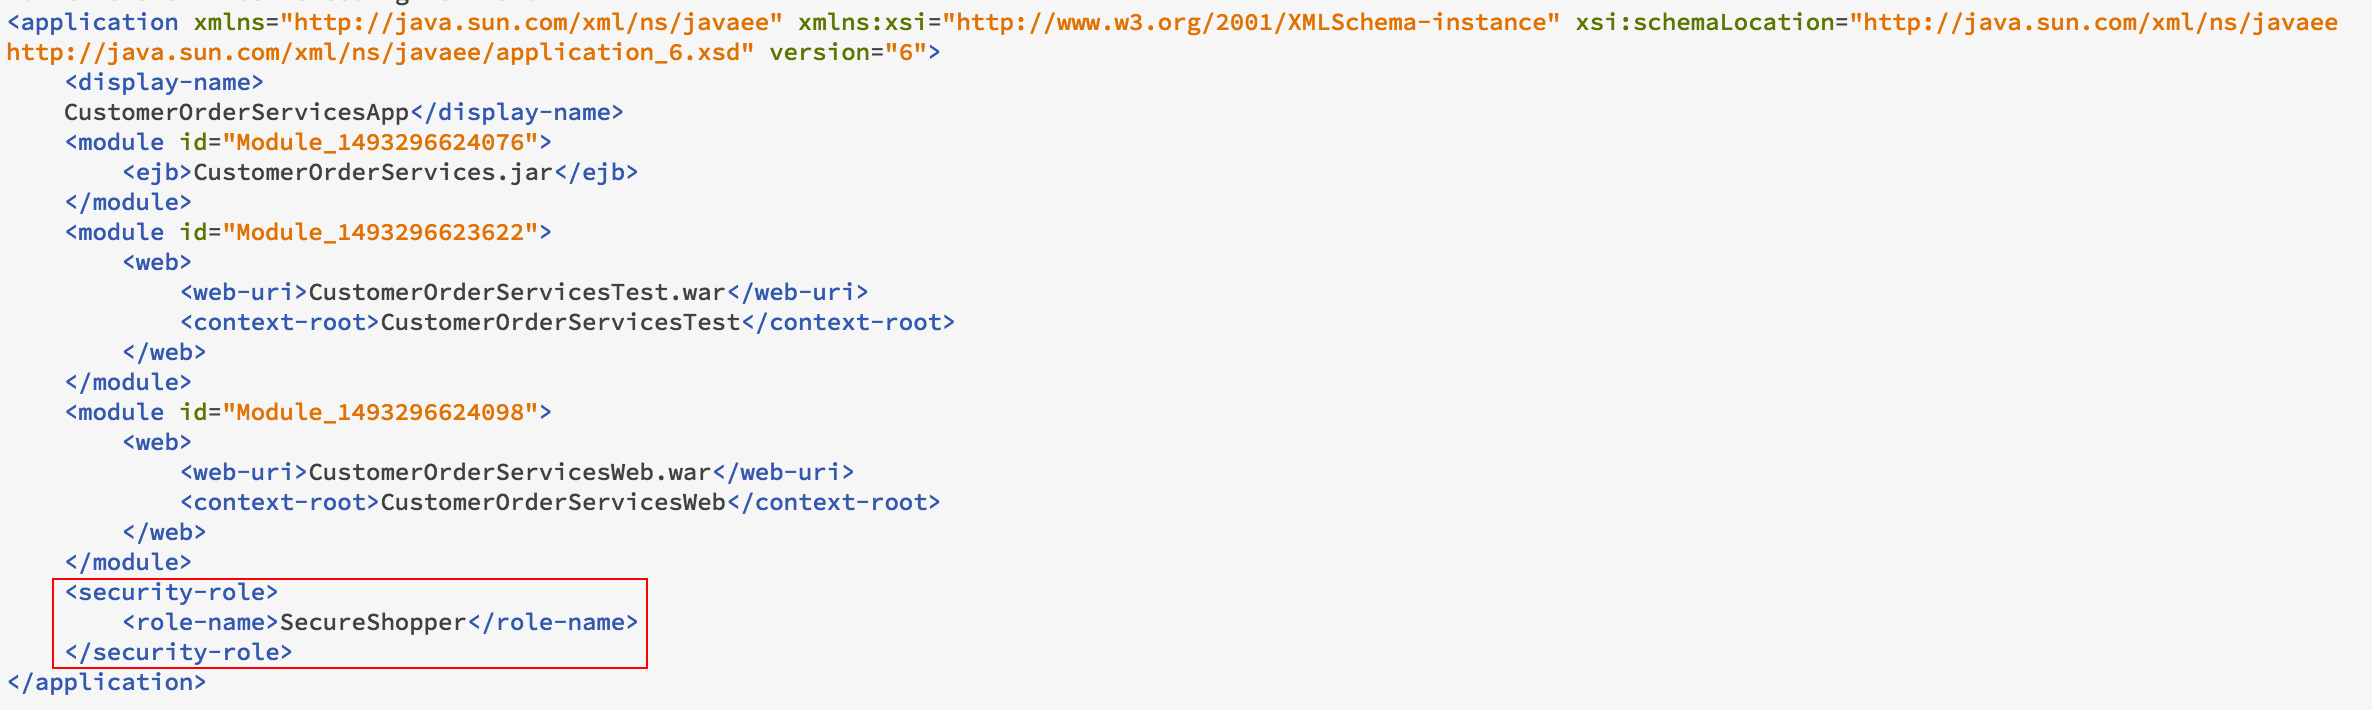 <application xmlns="http://java.sun.com/xml/ns/javaee" xmlns:xsi="http://www.w3.org/2001/XMLSchema-instance" xsi:schemaLocation="http://java.sun.com/xml/ns/javaee
http://java.sun.com/xml/ns/javaee/application_6.xsd" version="6">
    <display-name>
    CustomerOrderServicesApp</display-name>
    <module id="Module_1493296624076">
        <ejb>CustomerOrderServices.jar</ejb>
    </module>
    <module id="Module_1493296623622">
        <web>
            <web-uri>CustomerOrderServicesTest.war</web-uri>
            <context-root>CustomerOrderServicesTest</context-root>
        </web>
    </module>
    <module id="Module_1493296624098">
        <web>
            <web-uri>CustomerOrderServicesWeb.war</web-uri>
            <context-root>CustomerOrderServicesWeb</context-root>
        </web>
    </module>
    <security-role>
        <role-name>SecureShopper</role-name>
    </security-role>
</application>